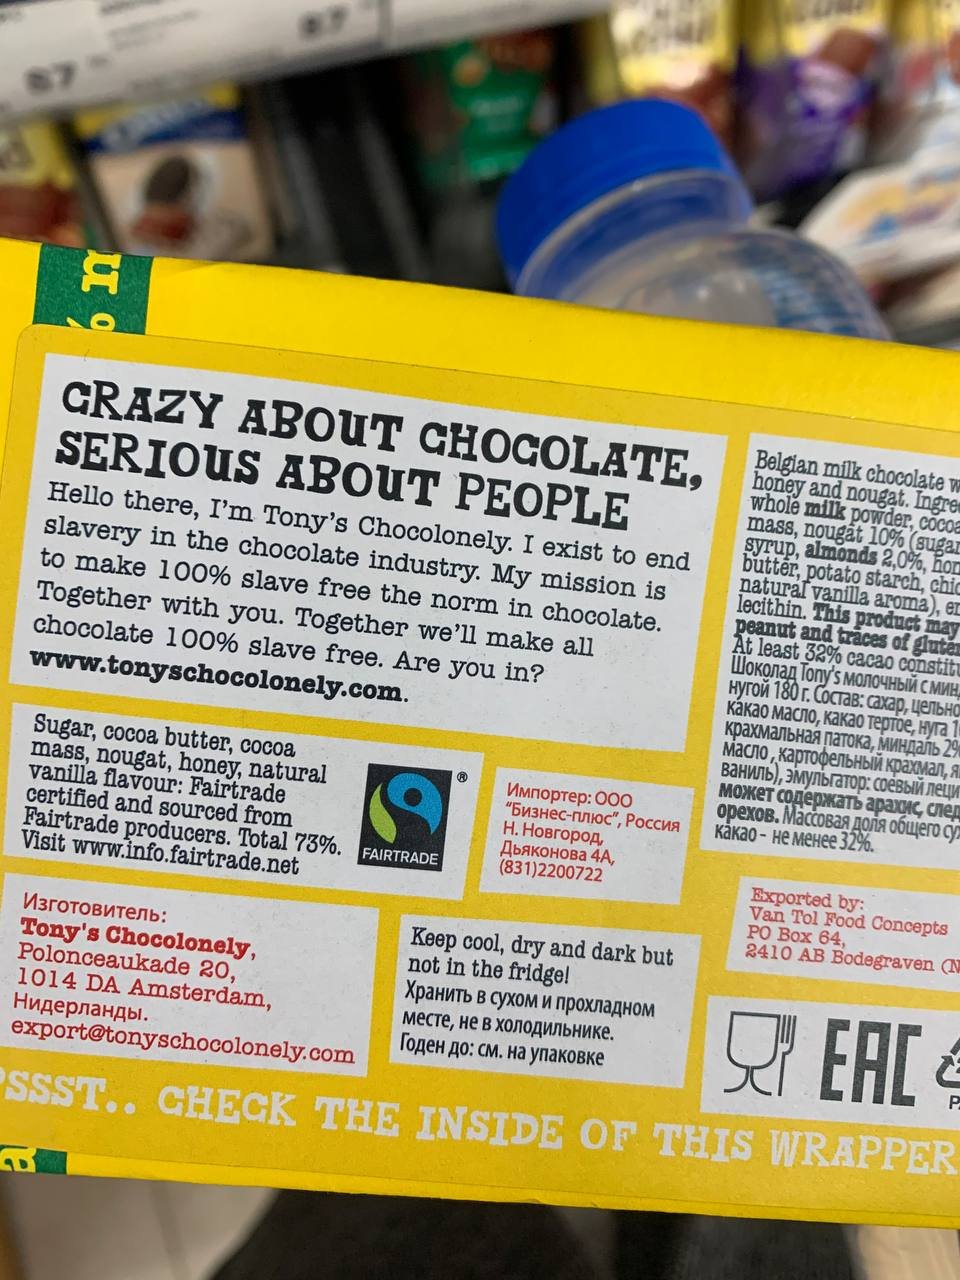 57
57
% m
CRAZY ABOUT CHOCOLATE,
SERIOUS ABOUT PEOPLE
Hello there, I'm Tony's Chocolonely. I exist to end
slavery in the chocolate industry. My mission is
to make 100% slave free the norm in chocolate.
Together with you. Together we'll make all
chocolate 100% slave free. Are you in?
www.tonyschocolonely.com.
Sugar, cocoa butter, cocoa
mass, nougat, honey, natural
vanilla flavour: Fairtrade
certified and sourced from
Fairtrade producers. Total 73%.
Visit www.info.fairtrade.net
®
FAIRTRADE
Импортер: ООО
"Бизнес-плюс", Россия
Н. Новгород,
Дьяконова 4А,
(831)2200722
Изготовитель:
Tony's Chocolonely,
Polonceaukade 20,
1014 DA Amsterdam,
Нидерланды.
export@tonyschocolonely.com
Keep cool, dry and dark but
not in the fridge!
Хранить в сухом и прохладном
месте, не в холодильнике.
Годен до: см. на упаковке
Belgian milk chocolate
honey and nougat.
whole milk powder,
mass, nougat 10% (sugar
syrup, almonds 2,0%,
butter, potato starch,
natural vanilla aroma),
lecithin. This product may
peanut and traces of
At least 32% cacao
Шоколад Tony's молочный с
нугой 180 г. Состав: сахар,
какао масло, какао тертое, нуга
крахмальная патока, миндаль 2%
масло, картофельный крахмал,
ваниль), эмульгатор: соевый
может содержать арахис,
орехов. Массовая доля общего
какао - не менее 32%.
Exported by:
Van Tol Food Concepts
PO Box 64,
2410 AB Bodegraven (N
EAC
PSSST.. CHECK THE INSIDE OF THIS WRAPPER